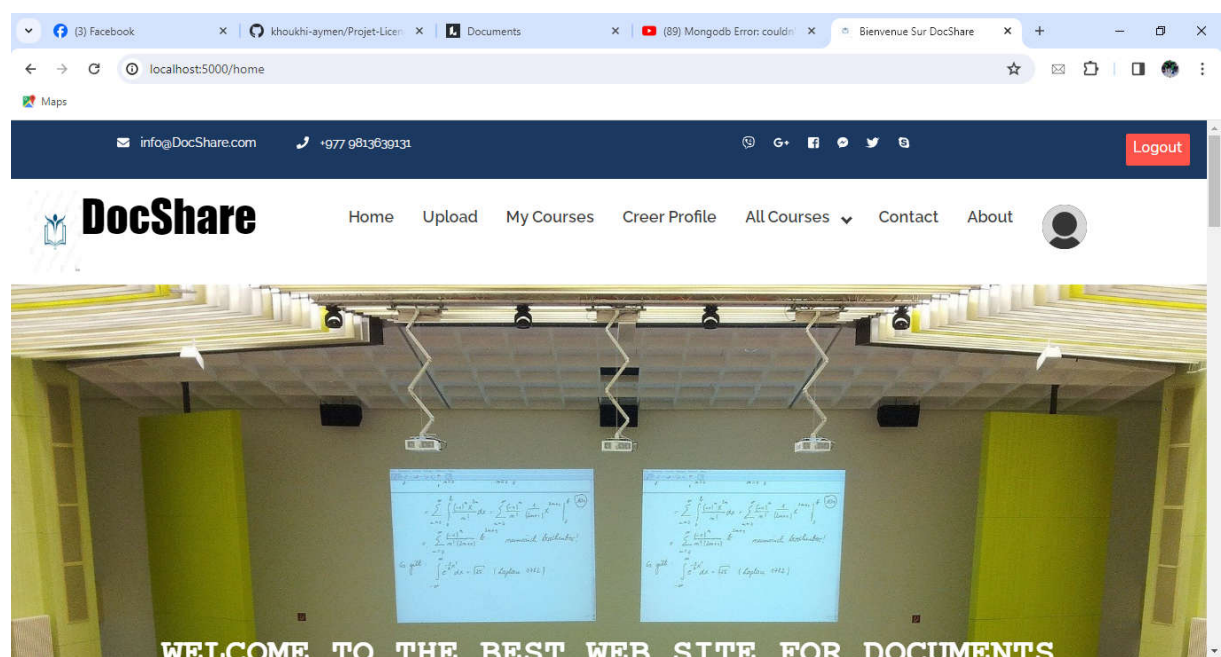 (3) Facebook
khoukhi-aymen/Projet-Licen
Documents
(89) Mongodb Error: couldn'
Bienvenue Sur DocShare
localhost:5000/home
Maps
info@DocShare.com
+977 9813639131
G+
Logout
DocShare
Home
Upload
My Courses
Creer Profile
All Courses
Contact
About
WELCOME TO THE BEST WEB SITE FOR DOCUMENTS